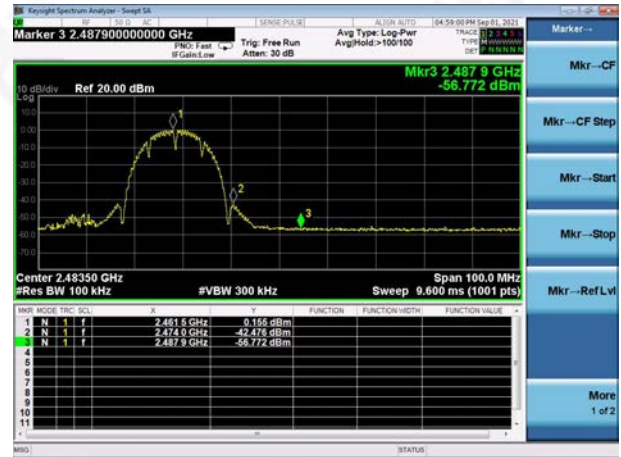 Keysight Spectrum Analyzer - Swept SA
RF 50 Ω AC SENSE:PULSE ALIGN AUTO 04:59:00 PM Sep 01, 2021
Marker 3 2.487900000000 GHz
PNO: Fast
IFGain:Low
Trig: Free Run
Atten: 30 dB
Avg Type: Log-Pwr
Avg|Hold:>100/100
TRACE 1 2 3 4 5 6
TYPE M
DET P N N N N N
Mkr3 2.487 9 GHz
-56.772 dBm
10 dB/div Ref 20.00 dBm
Log
10.0
0.00
-10.0
-20.0
-30.0
-40.0
-50.0
-60.0
-70.0
1
2
3
Center 2.48350 GHz Span 100.0 MHz
#Res BW 100 kHz #VBW 300 kHz Sweep 9.600 ms (1001 pts)
MKR MODE TRC SCL X Y FUNCTION FUNCTION WIDTH FUNCTION VALUE
1 N 1 f 2.461 5 GHz 0.155 dBm
2 N 1 f 2.474 0 GHz -42.476 dBm
3 N 1 f 2.487 9 GHz -56.772 dBm
4
5
6
7
8
9
10
11
MSG STATUS
Marker→
Mkr→CF
Mkr→CF Step
Mkr→Start
Mkr→Stop
Mkr→Ref Lvl
More
1 of 2